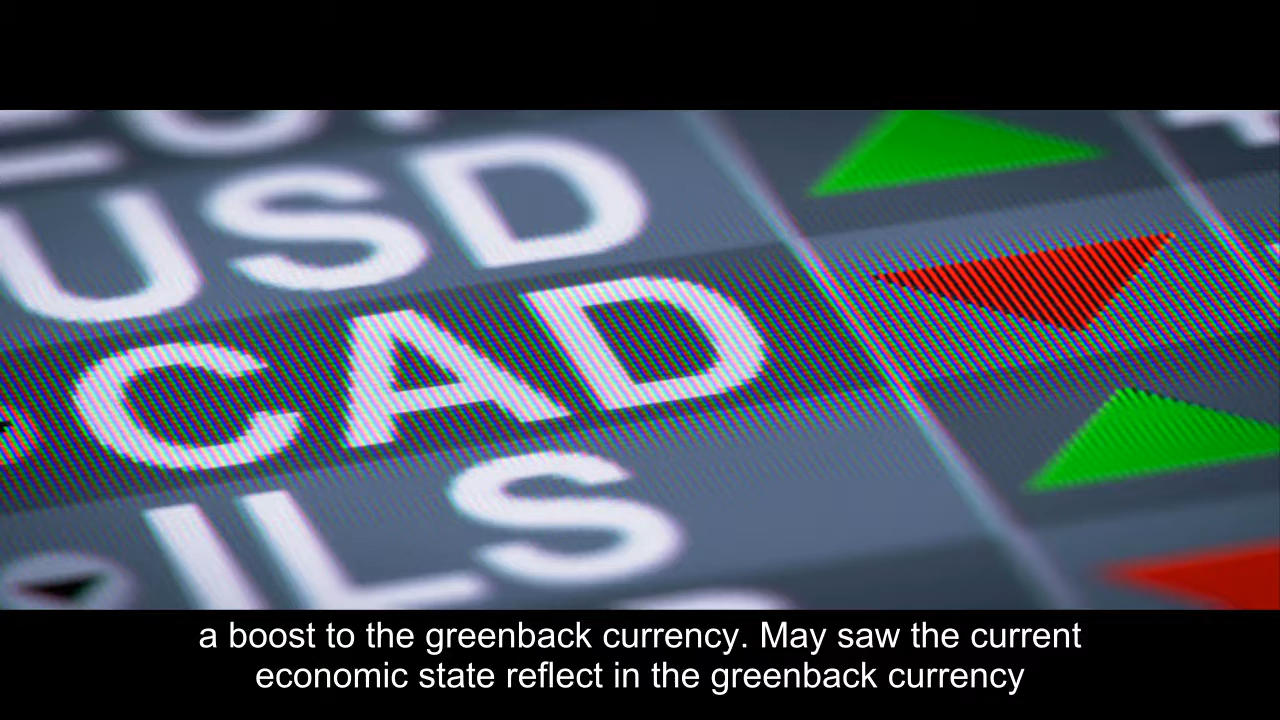 USD
CAD
ILS
a boost to the greenback currency. May saw the current
economic state reflect in the greenback currency